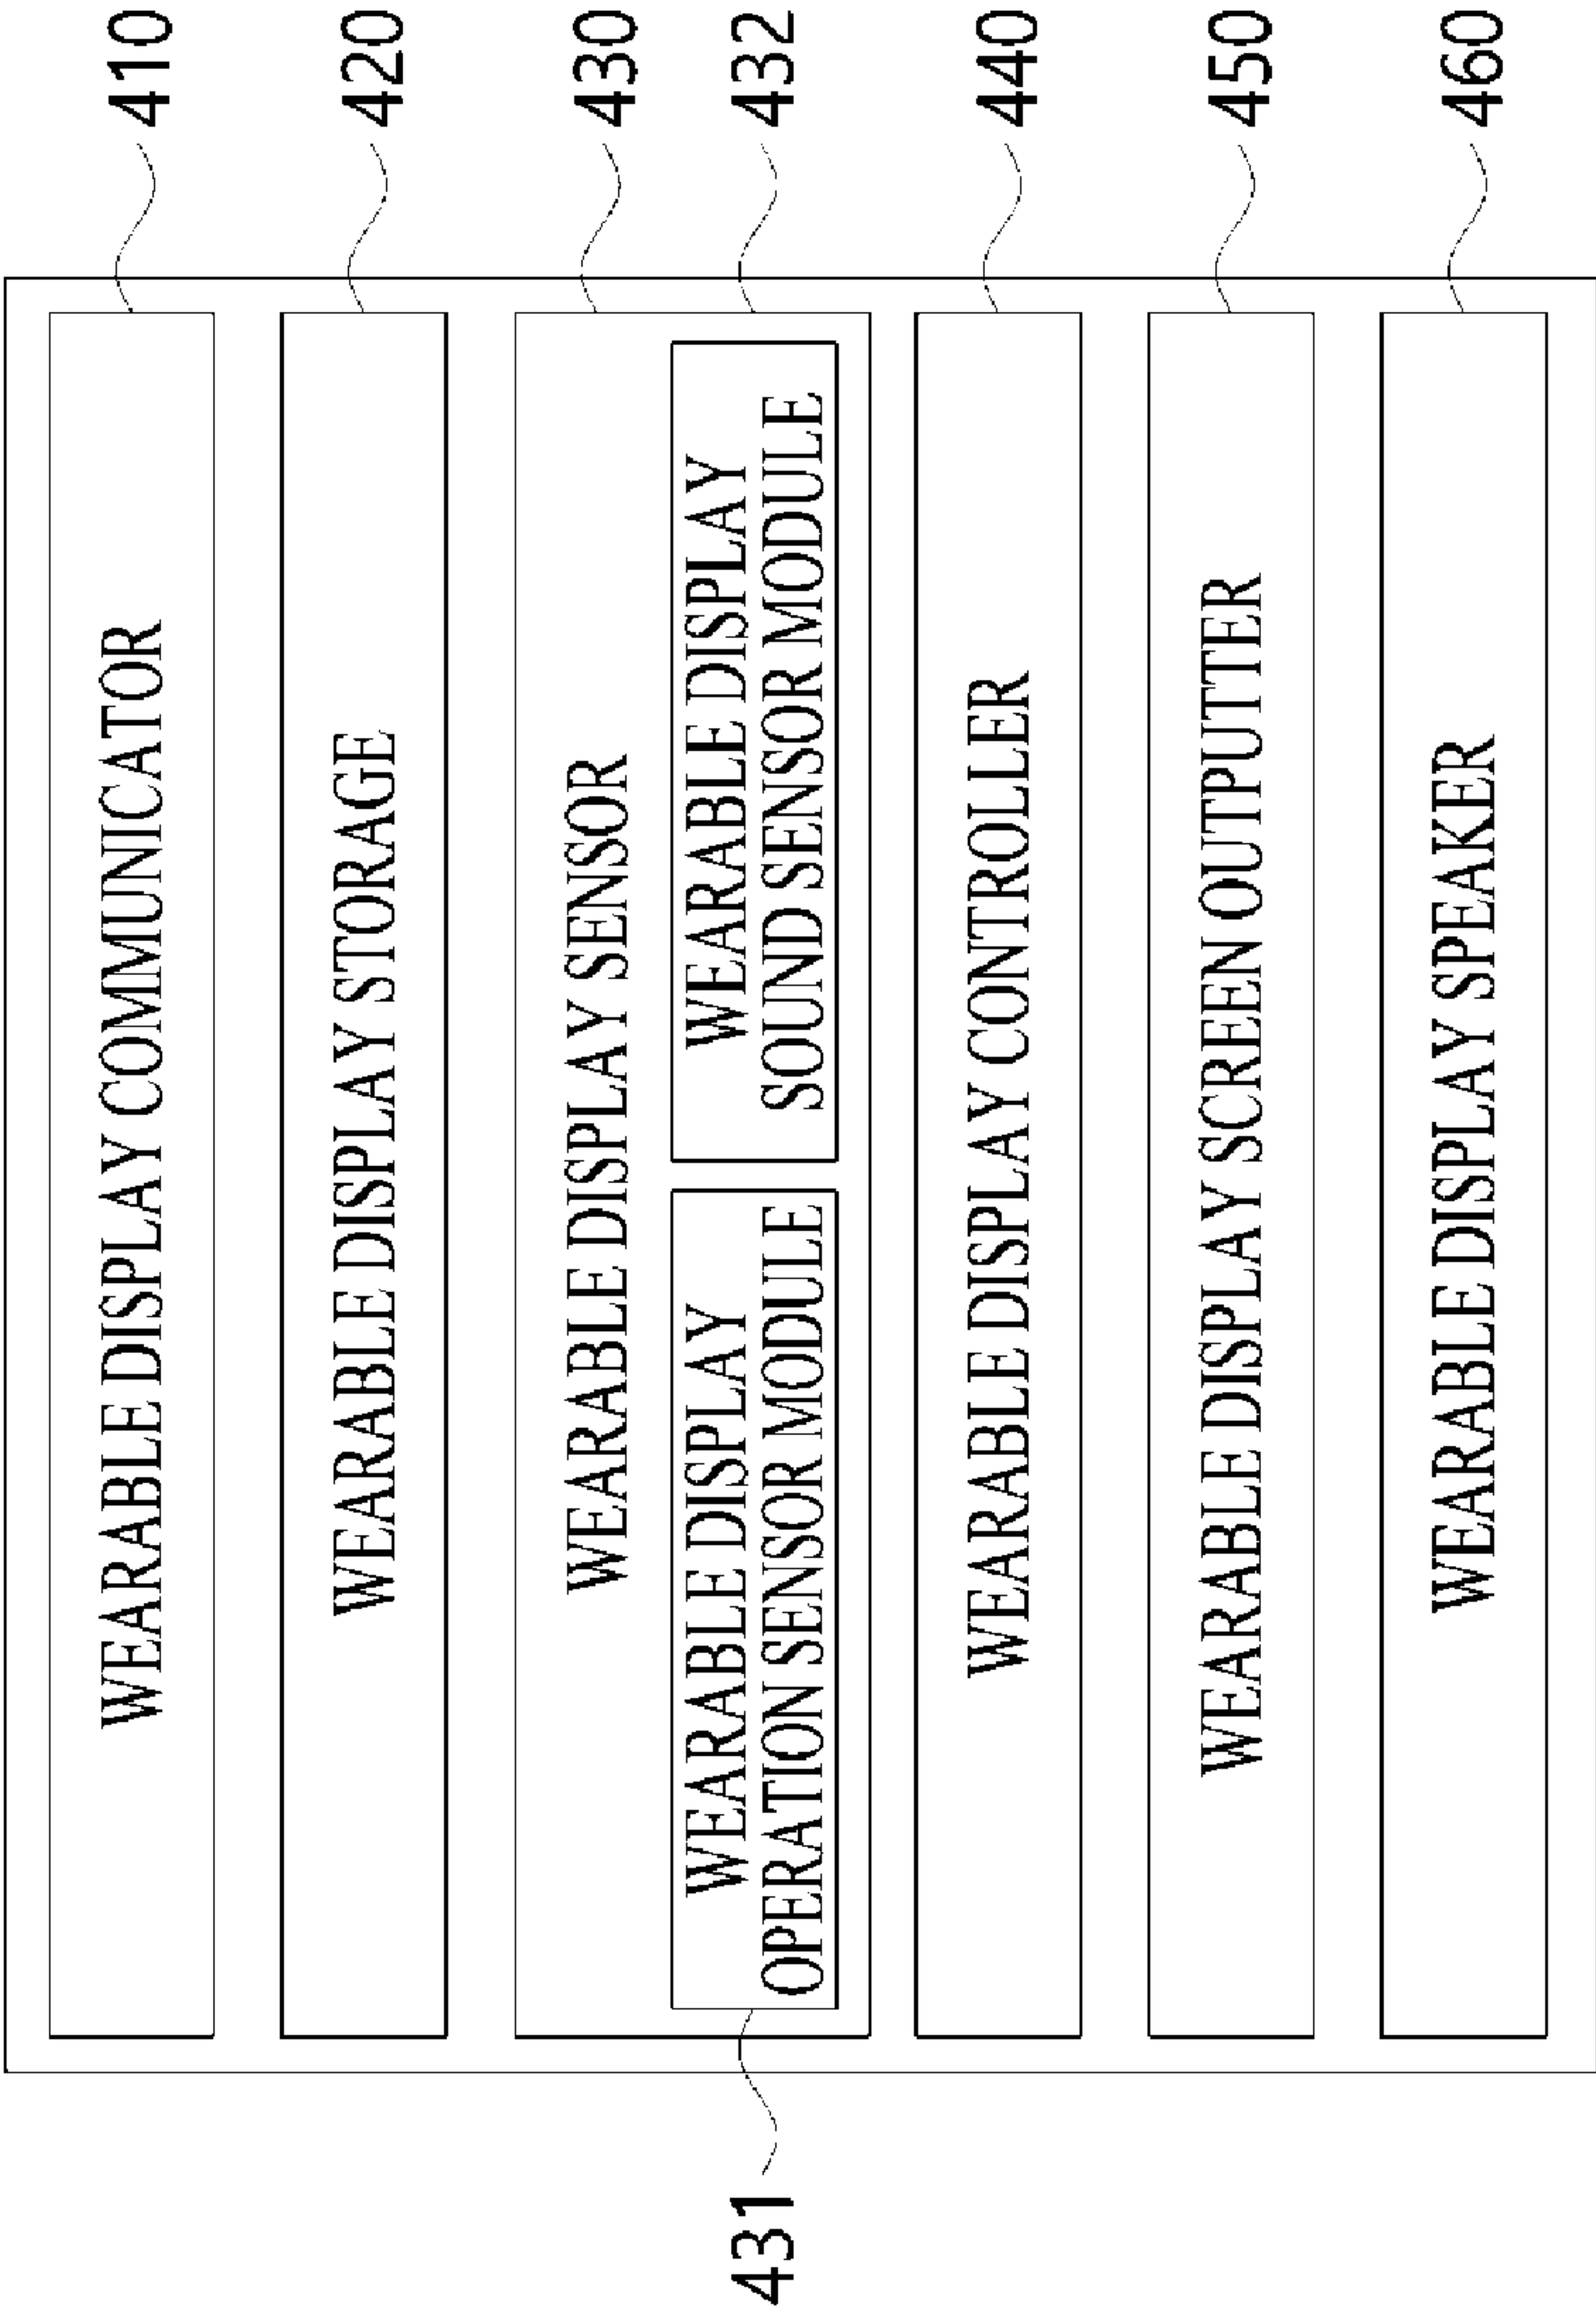 WEARABLE DISPLAY COMMUNICATOR
410
WEARABLE DISPLAY STORAGE
420
WEARABLE DISPLAY SENSOR
430
431
WEARABLE DISPLAY
OPERATION SENSOR MODULE
WEARABLE DISPLAY
SOUND SENSOR MODULE
432
WEARABLE DISPLAY CONTROLLER
440
WEARABLE DISPLAY SCREEN OUTPUTTER
450
WEARABLE DISPLAY SPEAKER
460